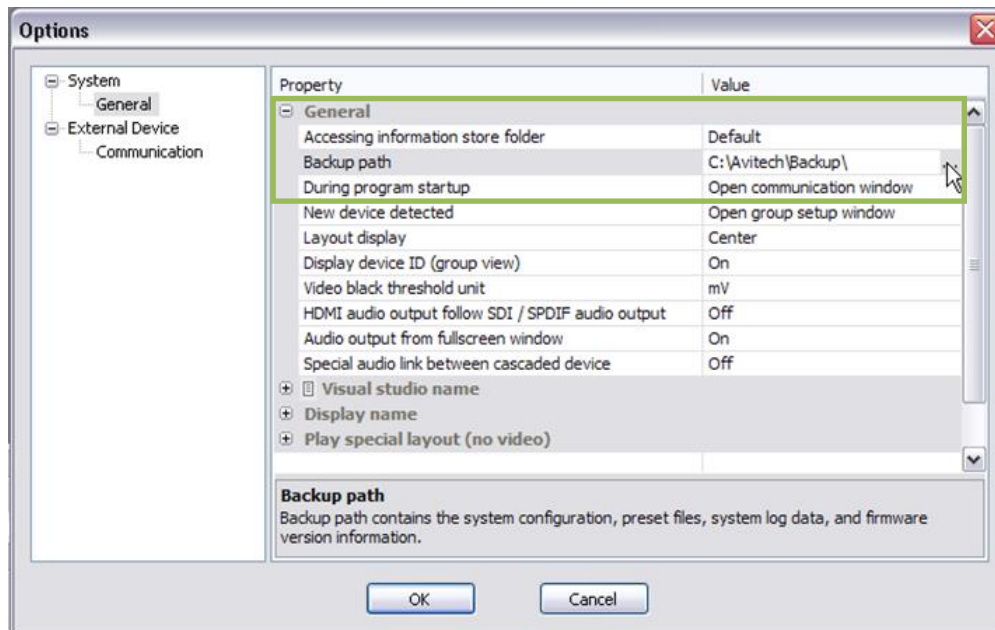 Options
System
General
External Device
Communication
Property Value
General
Accessing information store folder Default
Backup path C:\Avitech\Backup\
During program startup Open communication window
New device detected Open group setup window
Layout display Center
Display device ID (group view) On
Video black threshold unit mV
HDMI audio output follow SDI / SPDIF audio output Off
Audio output from fullscreen window On
Special audio link between cascaded device Off
Visual studio name
Display name
Play special layout (no video)
Backup path
Backup path contains the system configuration, preset files, system log data, and firmware
version information.
OK Cancel